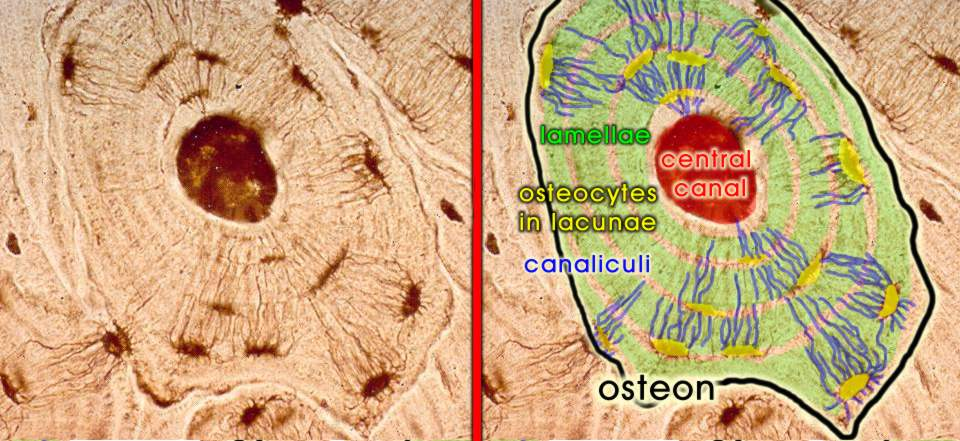 lamellae
central
canal
osteocytes
in lacunae
canaliculi
osteon